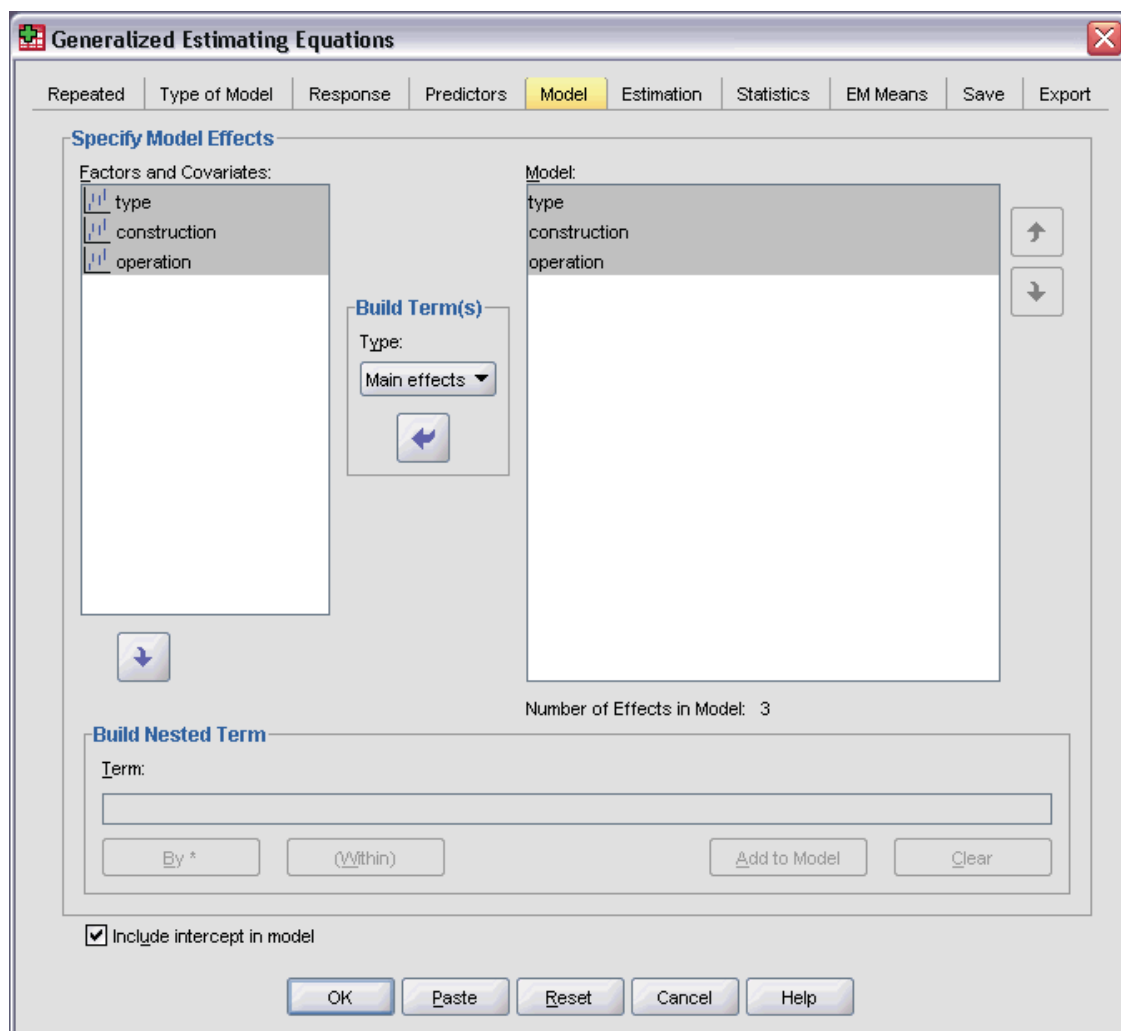 Generalized Estimating Equations
Repeated Type of Model Response Predictors Model Estimation Statistics EM Means Save Export
Specify Model Effects
Factors and Covariates:
type
construction
operation
Build Term(s)
Type:
Main effects
Model:
type
construction
operation
Number of Effects in Model: 3
Build Nested Term
Term:
By * (Within) Add to Model Clear
Include intercept in model
OK Paste Reset Cancel Help